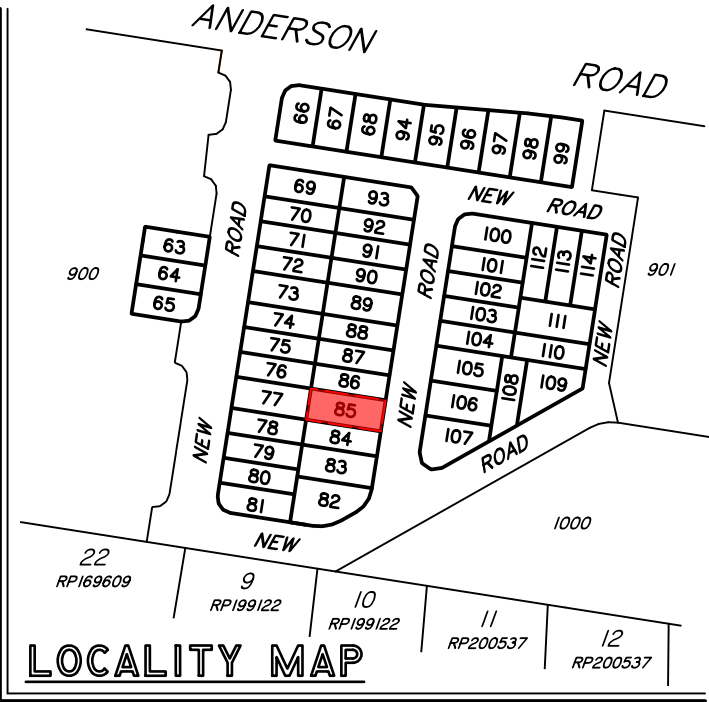 ANDERSON ROAD
66 67 68 94 95 96 97 98 99
NEW ROAD
69 93
70 92
71 91
72 90
73 89
74 88
75 87
76 86
77 85
78 84
79 83
80 82
81
ROAD
NEW
63
64
65
900
ROAD
NEW
100 112 113 114
101
102
103 111
104 110
105 108 109
106
107
ROAD
NEW
901
ROAD
NEW
1000
22
RP169609
9
RP199122
10
RP199122
11
RP200537
12
RP200537
LOCALITY MAP